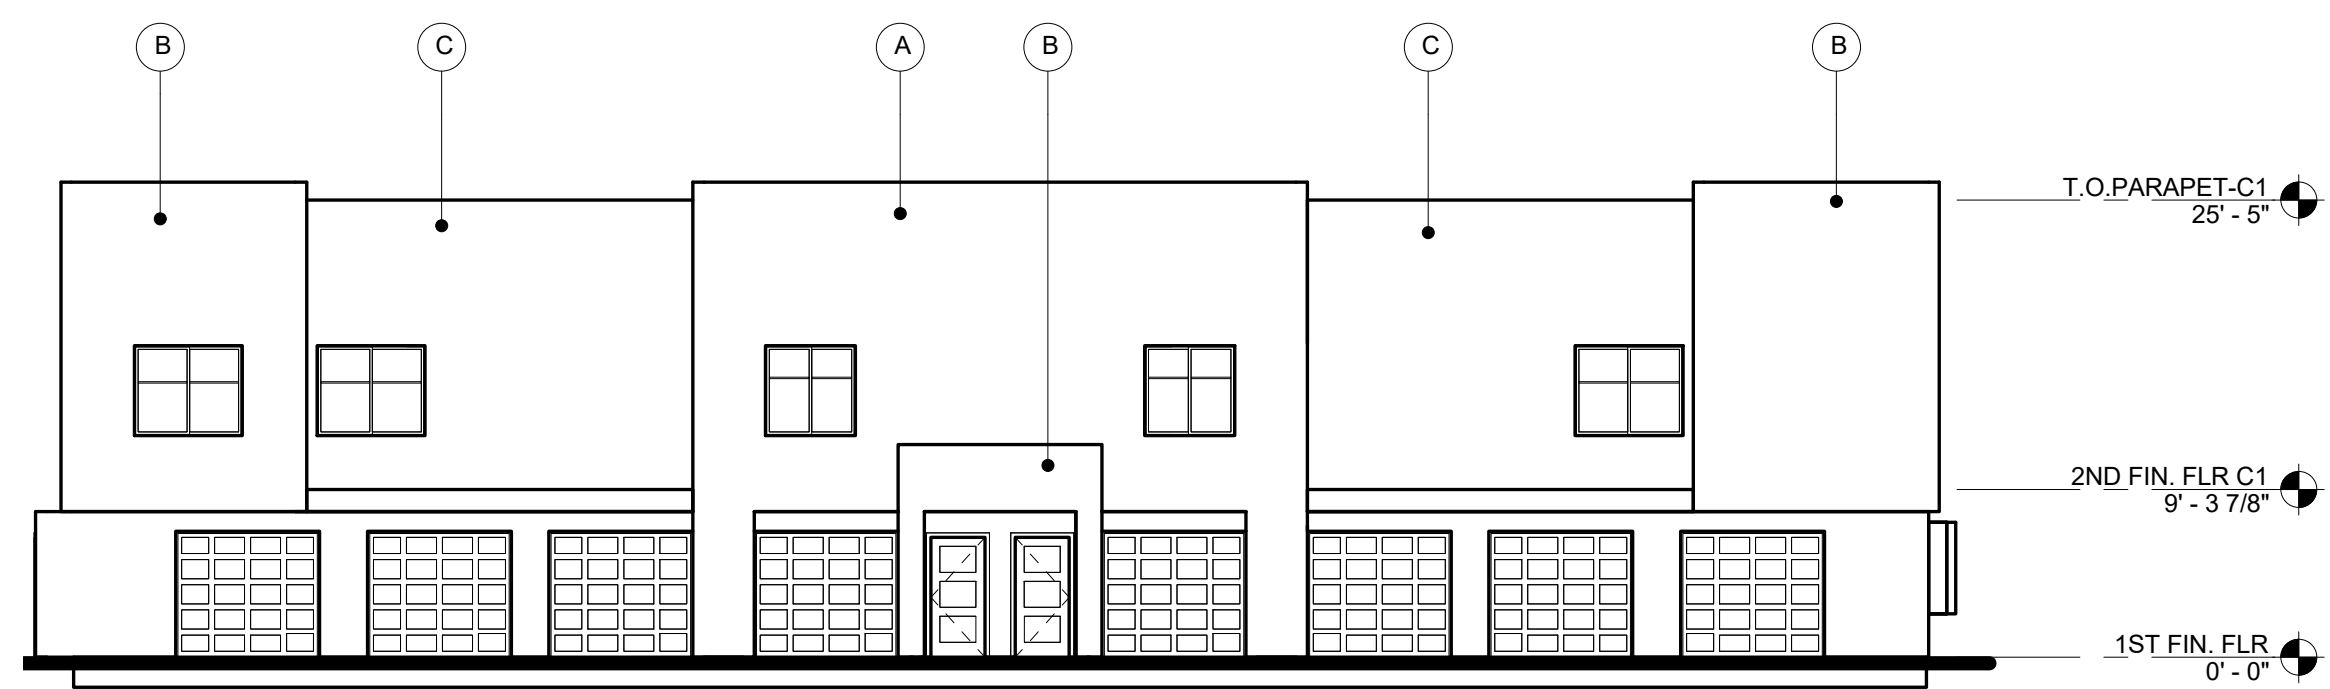 B
C
A
B
C
B
T.O.PARAPET-C1
25' - 5"
2ND FIN. FLR C1
9' - 3 7/8"
1ST FIN. FLR
0' - 0"